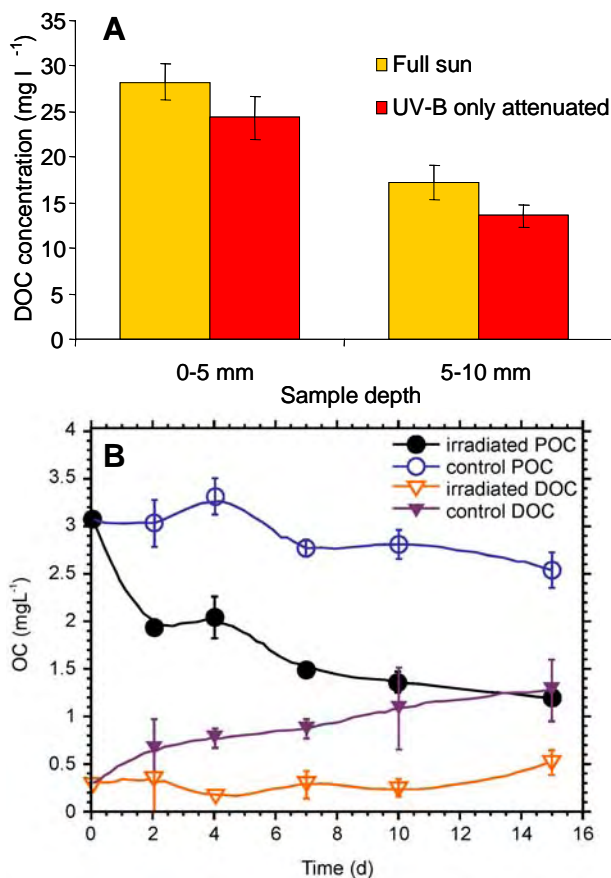 A
Full sun
UV-B only attenuated
DOC concentration (mg l⁻¹)
35
30
25
20
15
10
5
0
0-5 mm
5-10 mm
Sample depth
B
irradiated POC
control POC
irradiated DOC
control DOC
OC (mgL⁻¹)
4
3.5
3
2.5
2
1.5
1
0.5
0
0 2 4 6 8 10 12 14 16
Time (d)